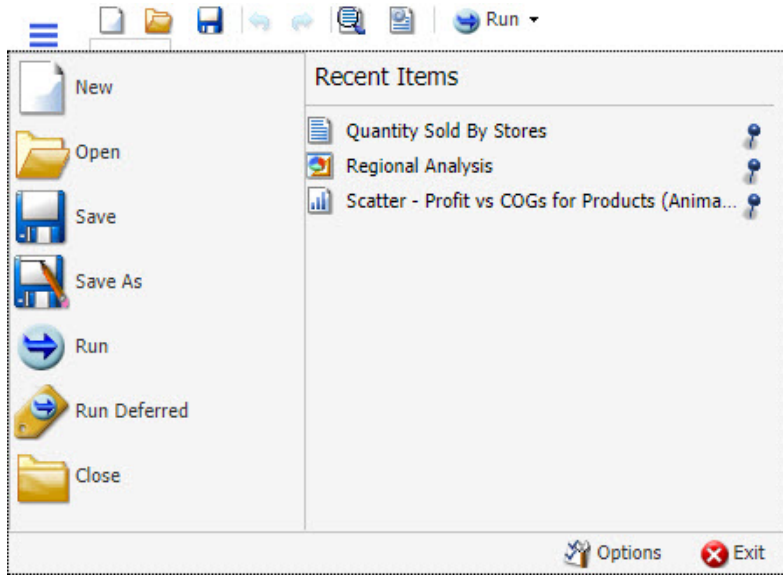 Run
New
Open
Save
Save As
Run
Run Deferred
Close
Recent Items
Quantity Sold By Stores
Regional Analysis
Scatter - Profit vs COGs for Products (Anima...
Options
Exit